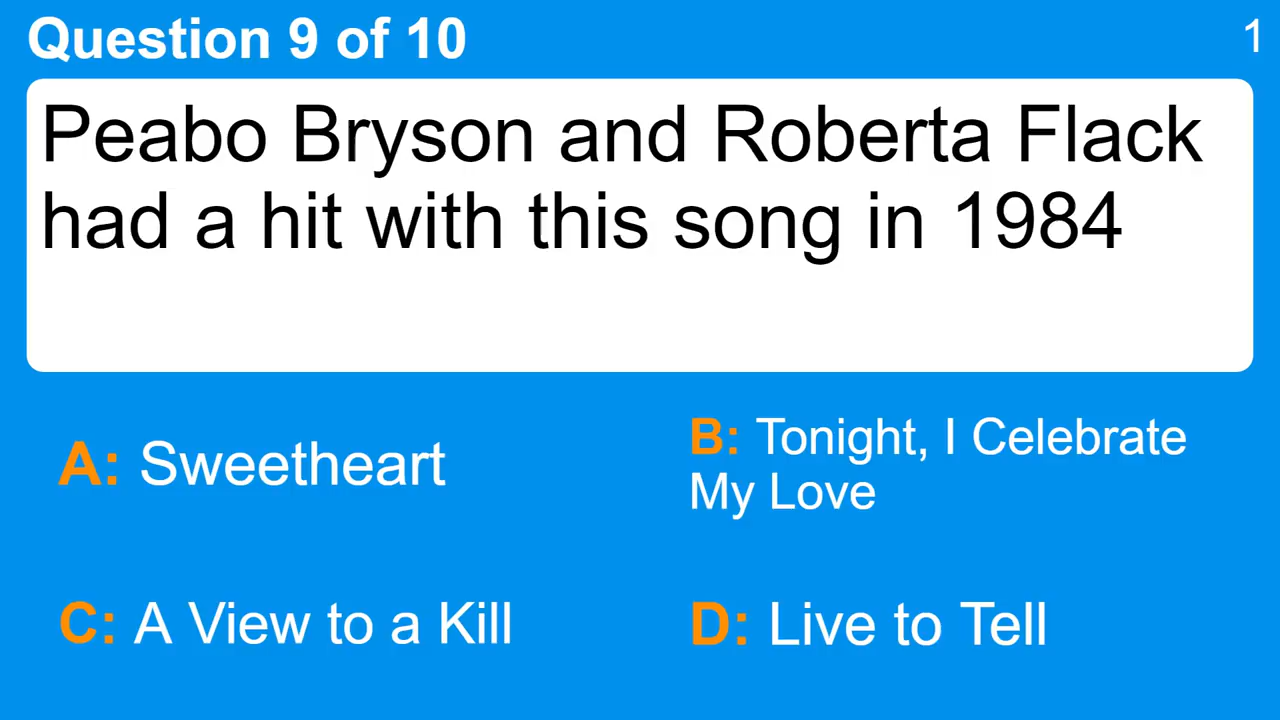 Question 9 of 10
1
Peabo Bryson and Roberta Flack
had a hit with this song in 1984
A: Sweetheart
B: Tonight, I Celebrate
My Love
C: A View to a Kill
D: Live to Tell